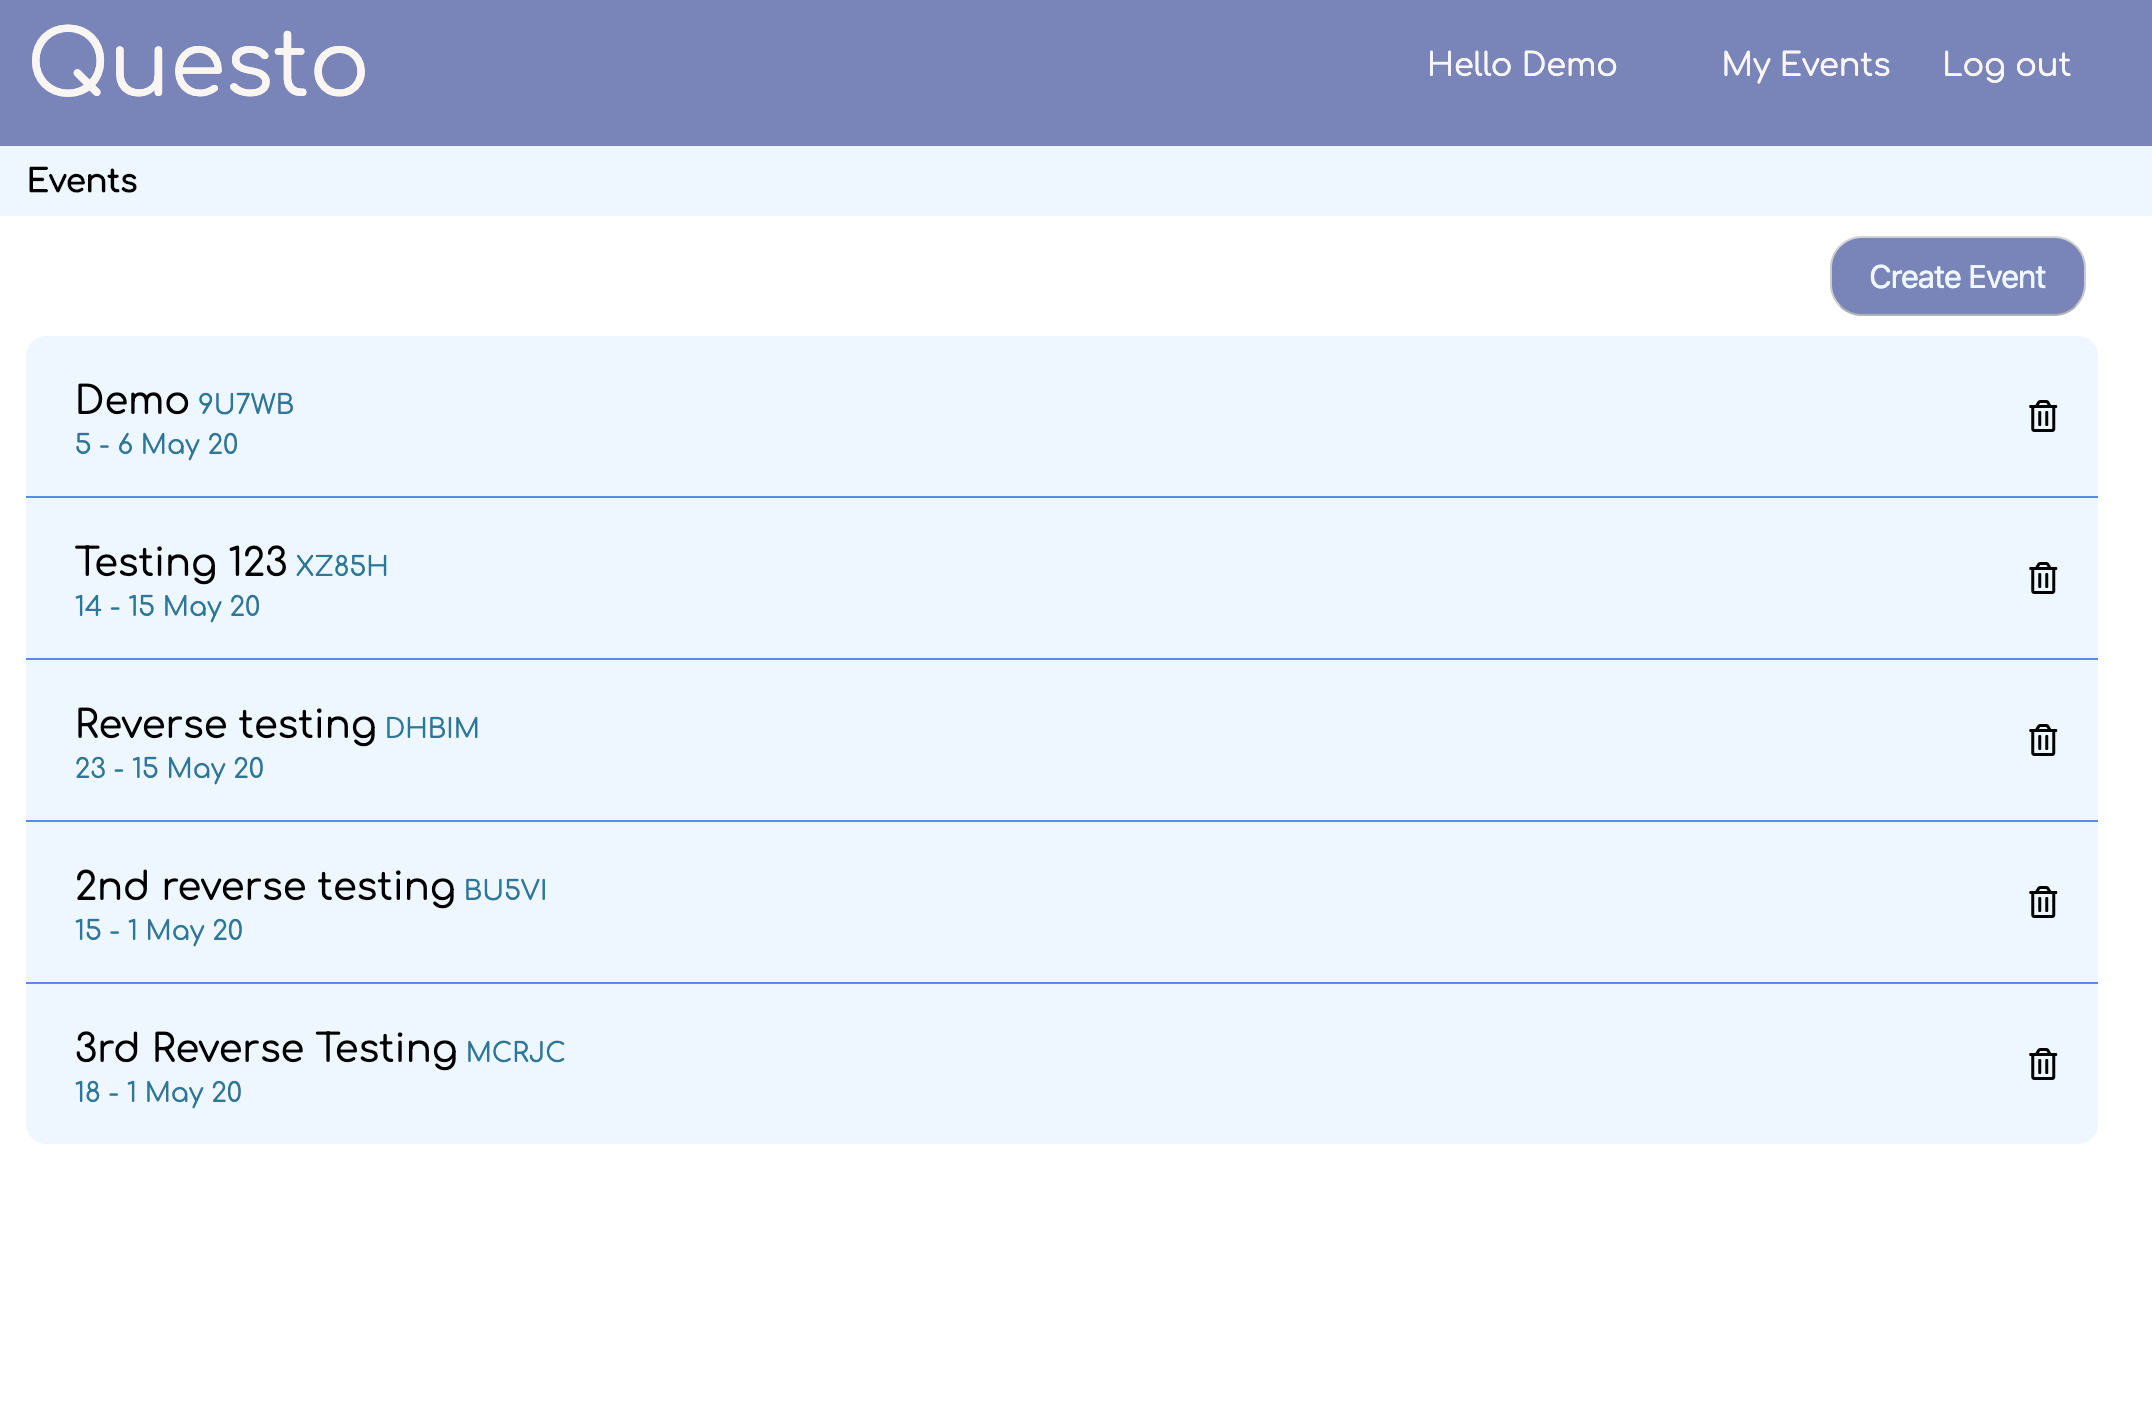 Questo
Hello Demo My Events Log out
Events
Create Event
Demo 9U7WB
5 - 6 May 20
Testing 123 XZ85H
14 - 15 May 20
Reverse testing DHBIM
23 - 15 May 20
2nd reverse testing BU5VI
15 - 1 May 20
3rd Reverse Testing MCRJC
18 - 1 May 20